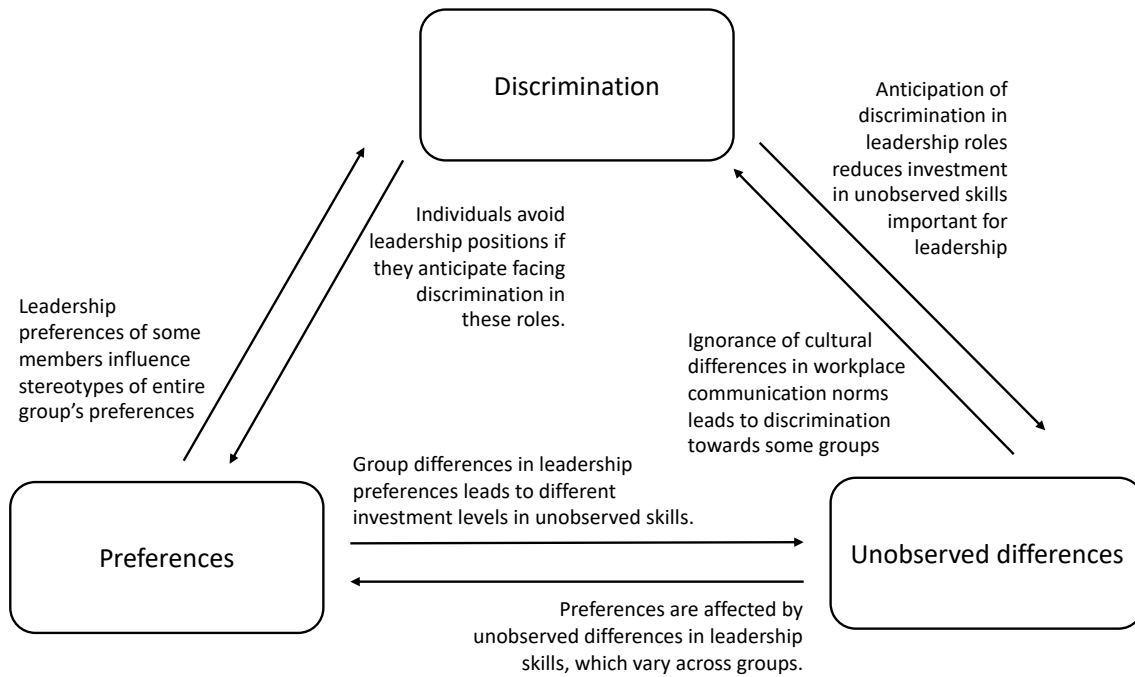 Discrimination
Anticipation of
discrimination in
leadership roles
reduces investment
in unobserved skills
important for
leadership
Individuals avoid
leadership positions if
they anticipate facing
discrimination in
these roles.
Leadership
preferences of some
members influence
stereotypes of entire
group’s preferences
Ignorance of cultural
differences in workplace
communication norms
leads to discrimination
towards some groups
Group differences in leadership
preferences leads to different
investment levels in unobserved skills.
Preferences
Unobserved differences
Preferences are affected by
unobserved differences in leadership
skills, which vary across groups.